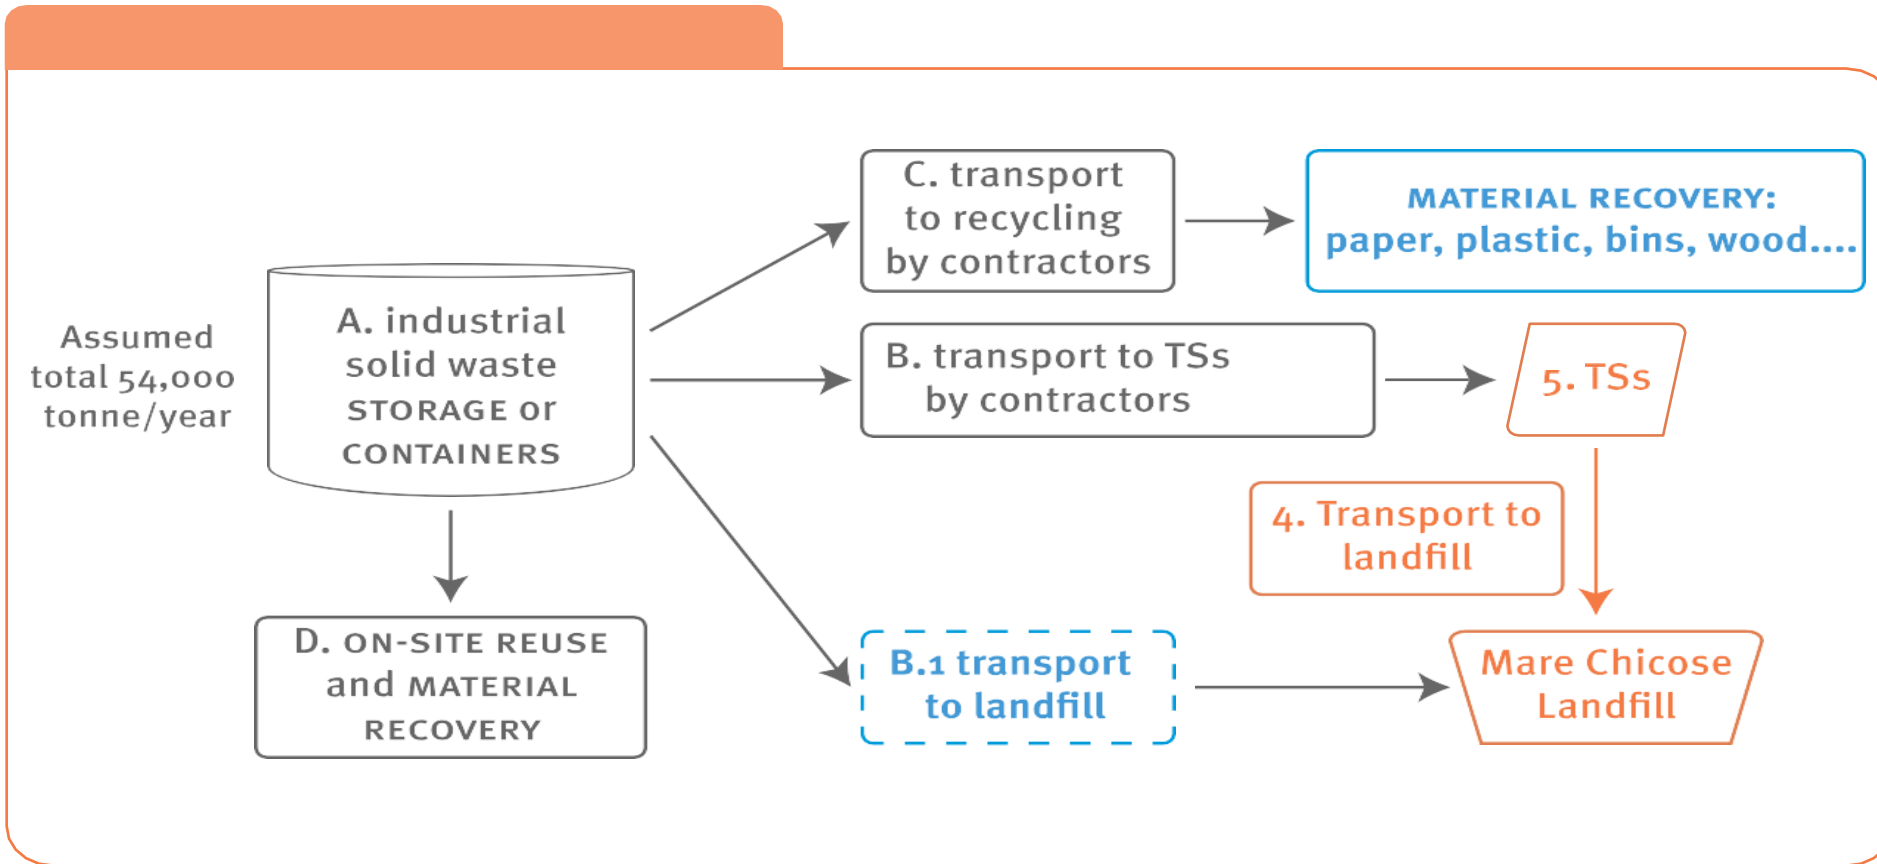 Assumed
total 54,000
tonne/year
A. industrial
solid waste
STORAGE or
CONTAINERS
C. transport
to recycling
by contractors
MATERIAL RECOVERY:
paper, plastic, bins, wood....
B. transport to TSs
by contractors
5. TSs
4. Transport to
landfill
D. ON-SITE REUSE
and MATERIAL
RECOVERY
B.1 transport
to landfill
Mare Chicose
Landfill